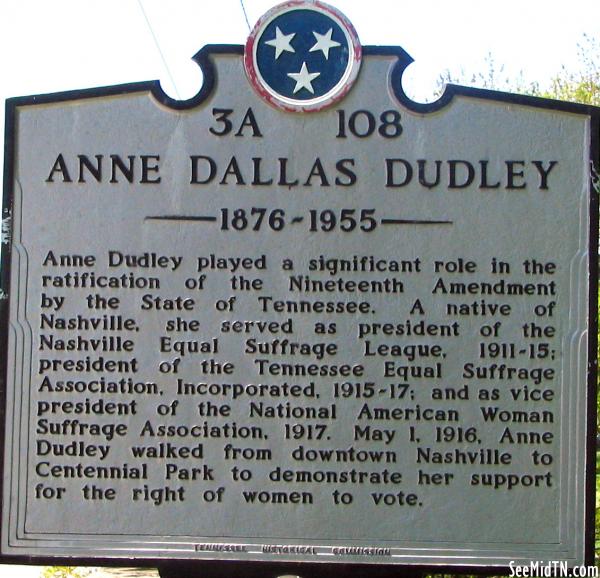 3A 108
ANNE DALLAS DUDLEY
1876-1955
Anne Dudley played a significant role in the
ratification of the Nineteenth Amendment
by the State of Tennessee. A native of
Nashville, she served as president of the
Nashville Equal Suffrage League, 1911-15;
president of the Tennessee Equal Suffrage
Association, Incorporated, 1915-17; and as vice
president of the National American Woman
Suffrage Association, 1917. May 1, 1916, Anne
Dudley walked from downtown Nashville to
Centennial Park to demonstrate her support
for the right of women to vote.
TENNESSEE HISTORICAL COMMISSION
SeeMidTN.com